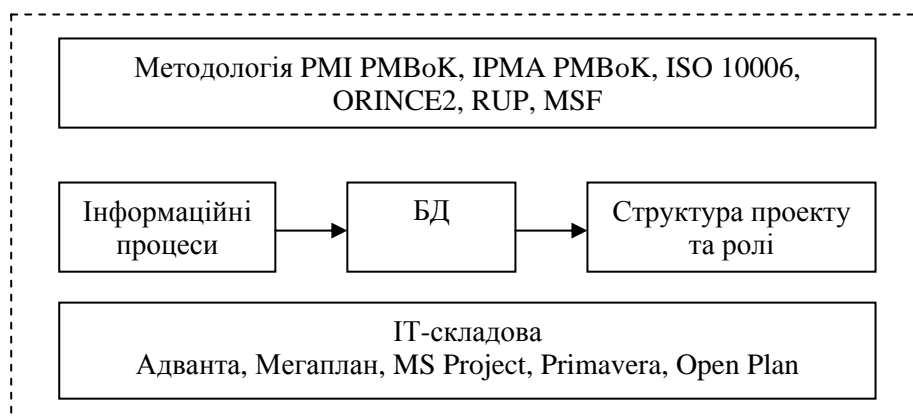 Методологія PMI PMBoK, IPMA PMBoK, ISO 10006,
ORINCE2, RUP, MSF
Інформаційні
процеси
БД
Структура проекту
та ролі
ІТ-складова
Адванта, Мегаплан, MS Project, Primavera, Open Plan